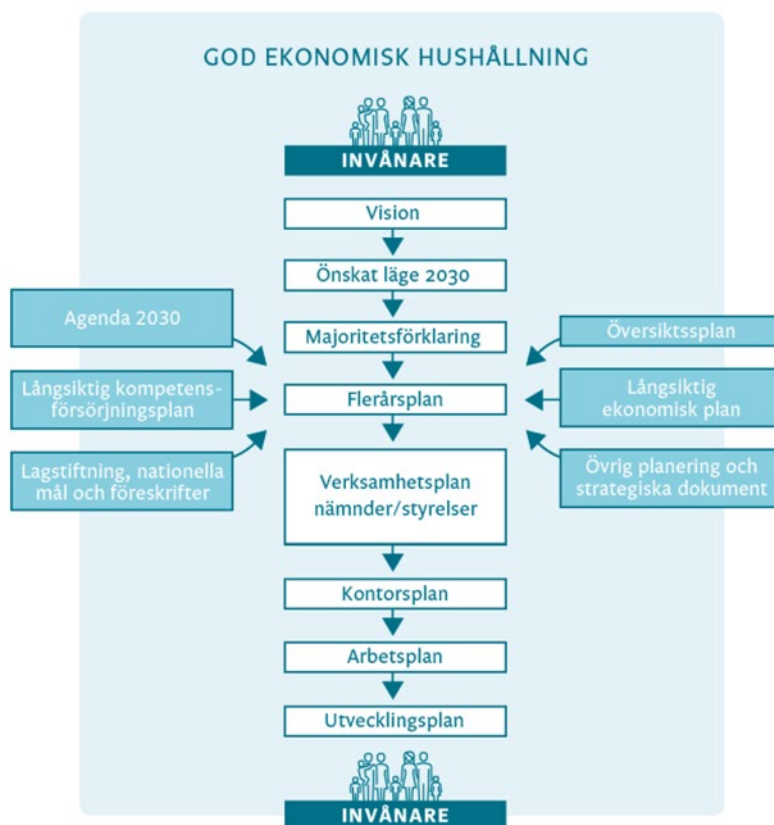 GOD EKONOMISK HUSHÅLLNING
INVÅNARE
Vision
Önskat läge 2030
Majoritetsförklaring
Flerårsplan
Agenda 2030
Långsiktig kompetens-
försörjningsplan
Lagstiftning, nationella
mål och föreskrifter
Översiktssplan
Långsiktig
ekonomisk plan
Övrig planering och
strategiska dokument
Verksamhetsplan
nämnder/styrelser
Kontorsplan
Arbetsplan
Utvecklingsplan
INVÅNARE